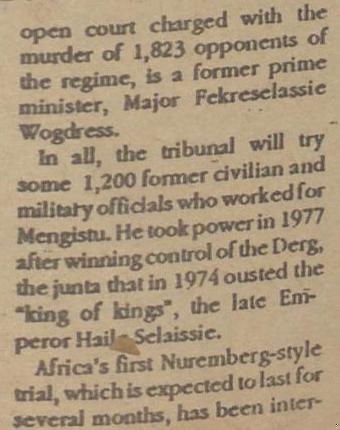 open court charged with the
murder of 1,823 opponents of
the regime, is a former prime
minister, Major Fekreselassie
Wogdress.
In all, the tribunal will try
some 1,200 former civilian and
military officials who worked for
Mengistu. He took power in 1977
after winning control of the Derg,
the junta that in 1974 ousted the
"king of kings", the late Em-
peror Haile Selaissie.
Africa's first Nuremberg-style
trial, which is expected to last for
several months, has been inter-